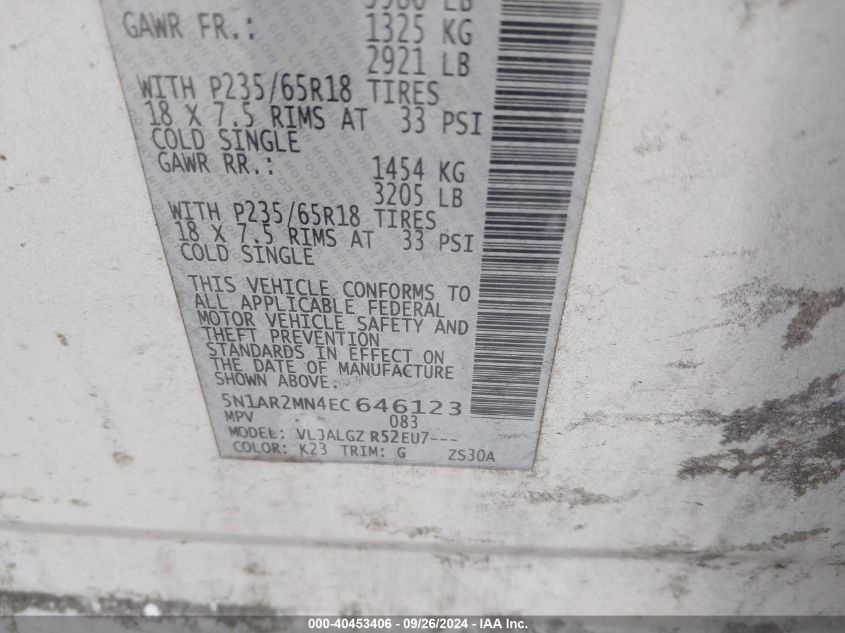 LB
GAWR FR.: 1325 KG
2921 LB
WITH P235/65R18 TIRES
18 X 7.5 RIMS AT 33 PSI
COLD SINGLE
GAWR RR.: 1454 KG
3205 LB
WITH P235/65R18 TIRES
18 X 7.5 RIMS AT 33 PSI
COLD SINGLE
THIS VEHICLE CONFORMS TO
ALL APPLICABLE FEDERAL
MOTOR VEHICLE SAFETY AND
THEFT PREVENTION
STANDARDS IN EFFECT ON
THE DATE OF MANUFACTURE
SHOWN ABOVE.
5N1AR2MN4EC646123
MPV 083
MODEL: VLJALGZ R52EU7---
COLOR: K23 TRIM: G ZS30A
000-40453406 - 09/26/2024 - IAA Inc.